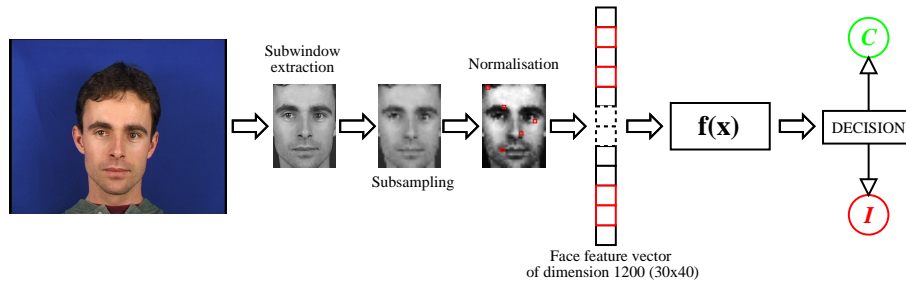 Subwindow
extraction
Subsampling
Normalisation
Face feature vector
of dimension 1200 (30x40)
f(x)
DECISION
C
I